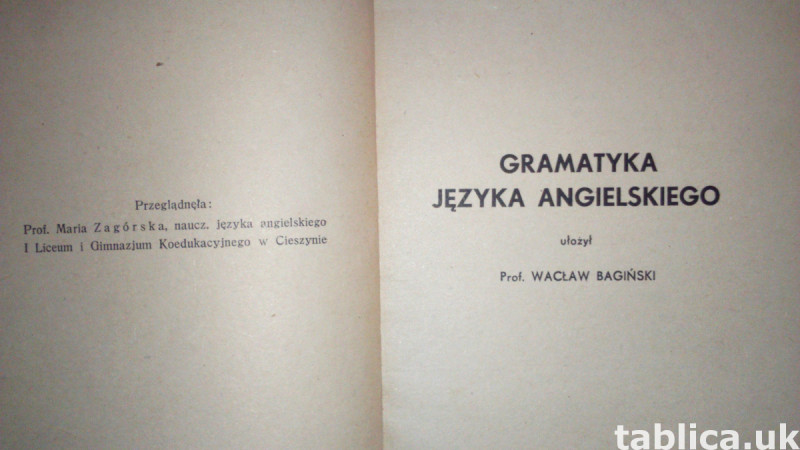 Przeglądnęła:
Prof. Maria Zagórska, naucz. języka angielskiego
I Liceum i Gimnazjum Koedukacyjnego w Cieszynie
GRAMATYKA
JĘZYKA ANGIELSKIEGO
ułożył
Prof. WACŁAW BAGIŃSKI
tablica.uk